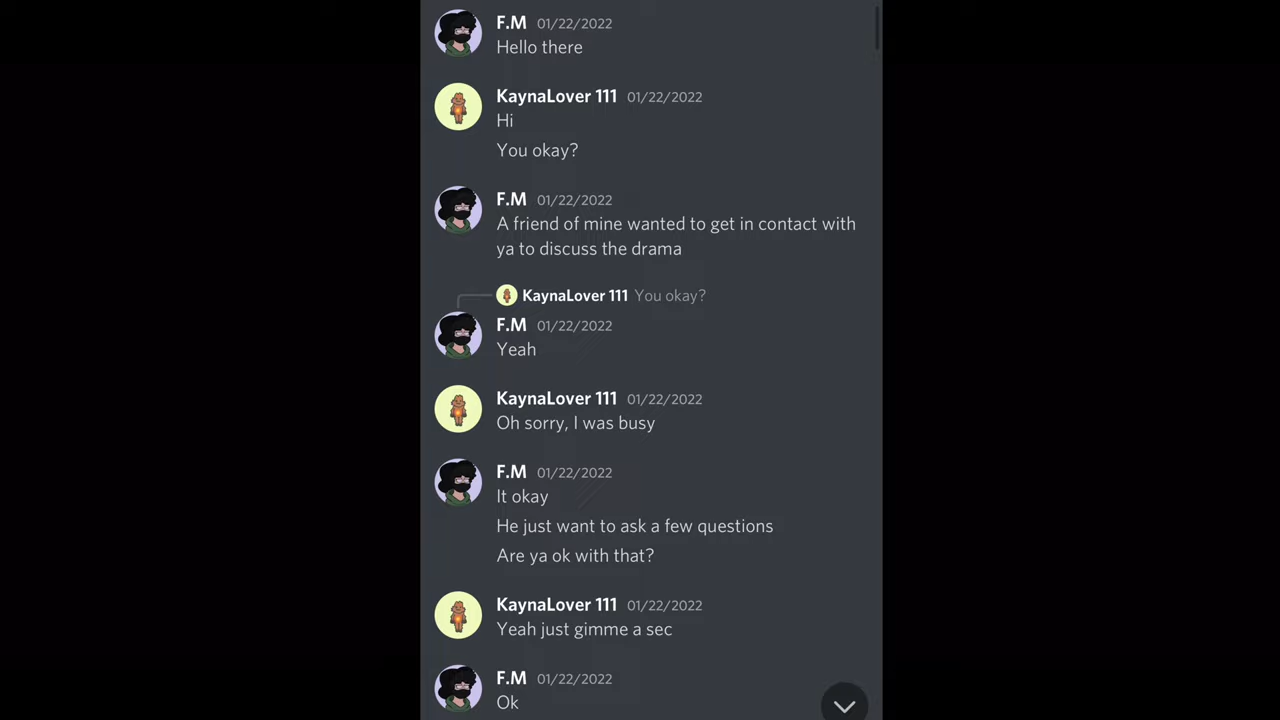 F.M 01/22/2022
Hello there
KaynaLover 111 01/22/2022
Hi
You okay?
F.M 01/22/2022
A friend of mine wanted to get in contact with
ya to discuss the drama
KaynaLover 111 You okay?
F.M 01/22/2022
Yeah
KaynaLover 111 01/22/2022
Oh sorry, I was busy
F.M 01/22/2022
It okay
He just want to ask a few questions
Are ya ok with that?
KaynaLover 111 01/22/2022
Yeah just gimme a sec
F.M 01/22/2022
Ok